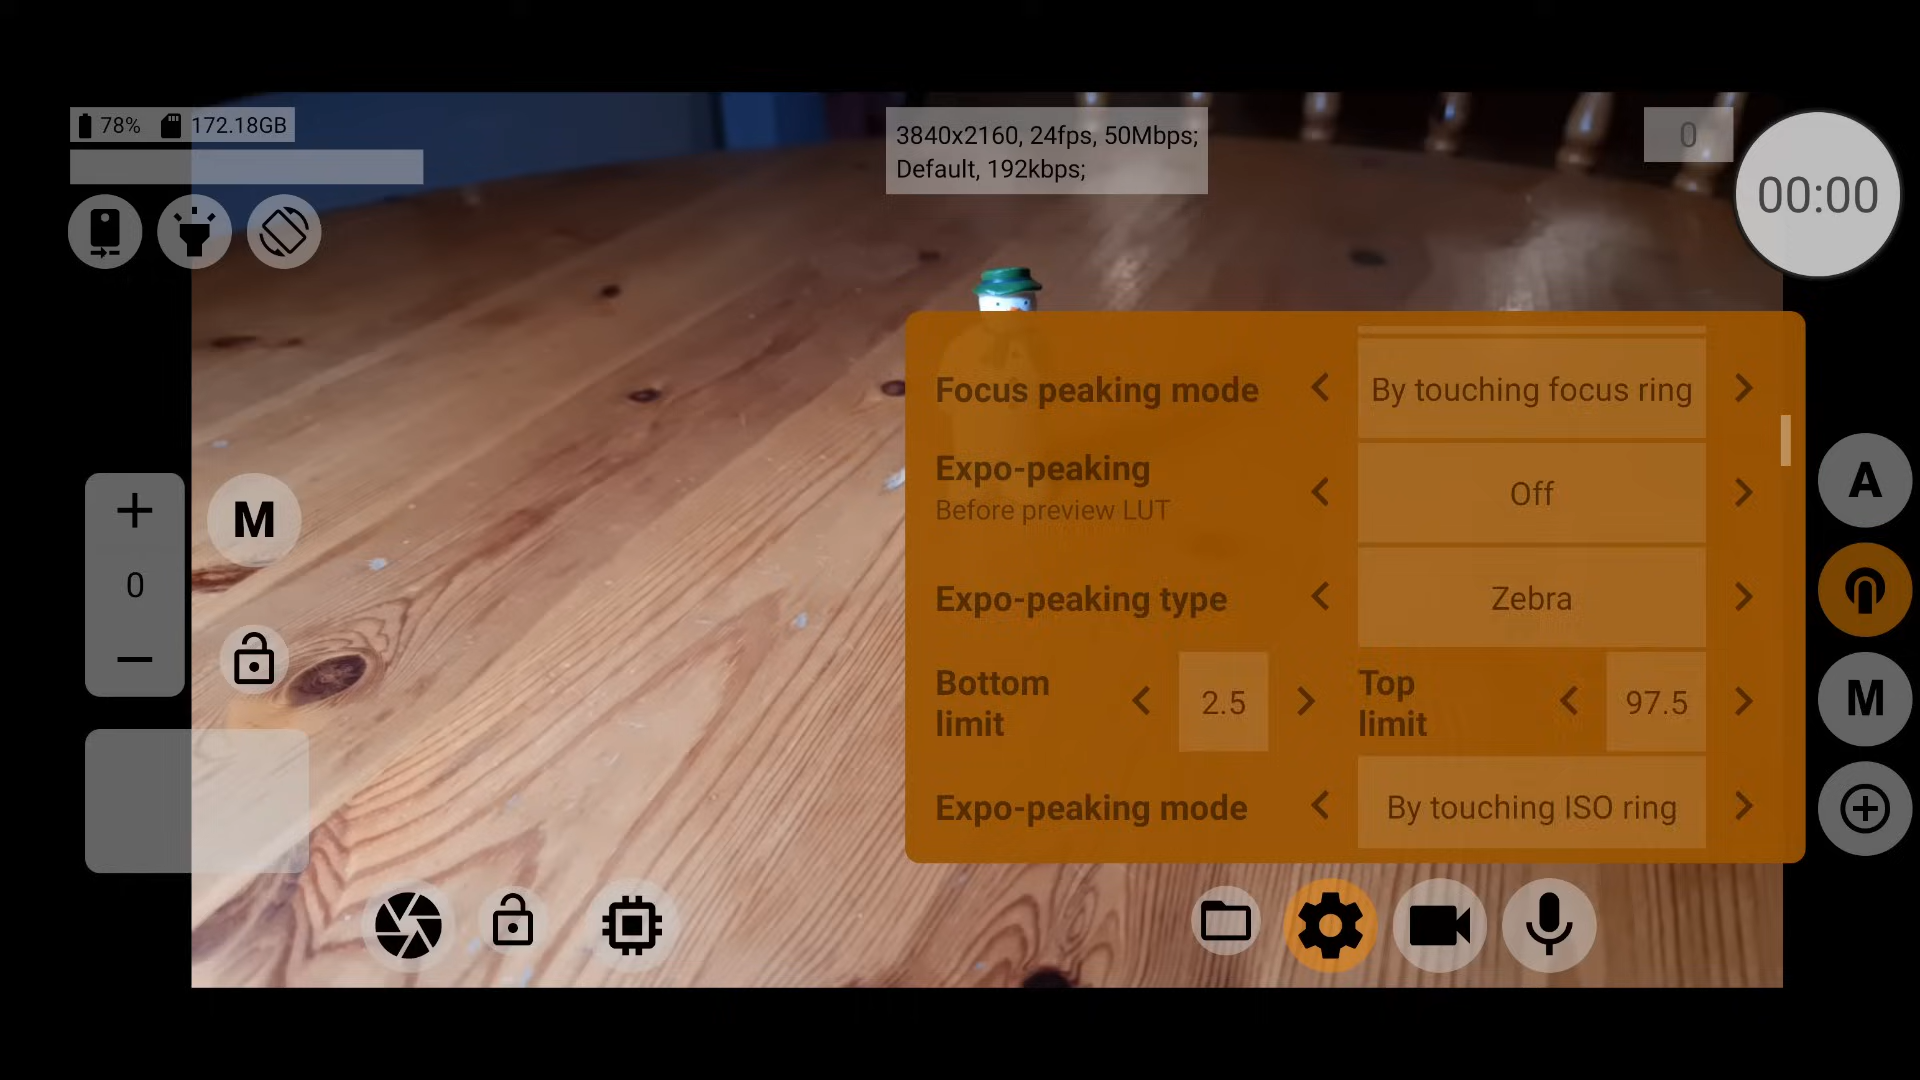 78% 172.18GB
3840x2160, 24fps, 50Mbps;
Default, 192kbps;
0
00:00
Focus peaking mode By touching focus ring
Expo-peaking Off
Before preview LUT
Expo-peaking type Zebra
Bottom limit 2.5 Top limit 97.5
Expo-peaking mode By touching ISO ring
M
0
A
M